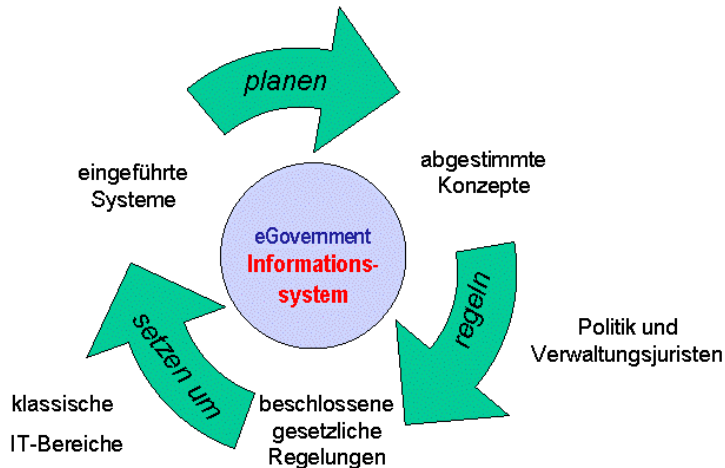 planen
eingeführte
Systeme
abgestimmte
Konzepte
eGovernment
Informations-
system
regeln
Politik und
Verwaltungsjuristen
setzen um
klassische
IT-Bereiche
beschlossene
gesetzliche
Regelungen